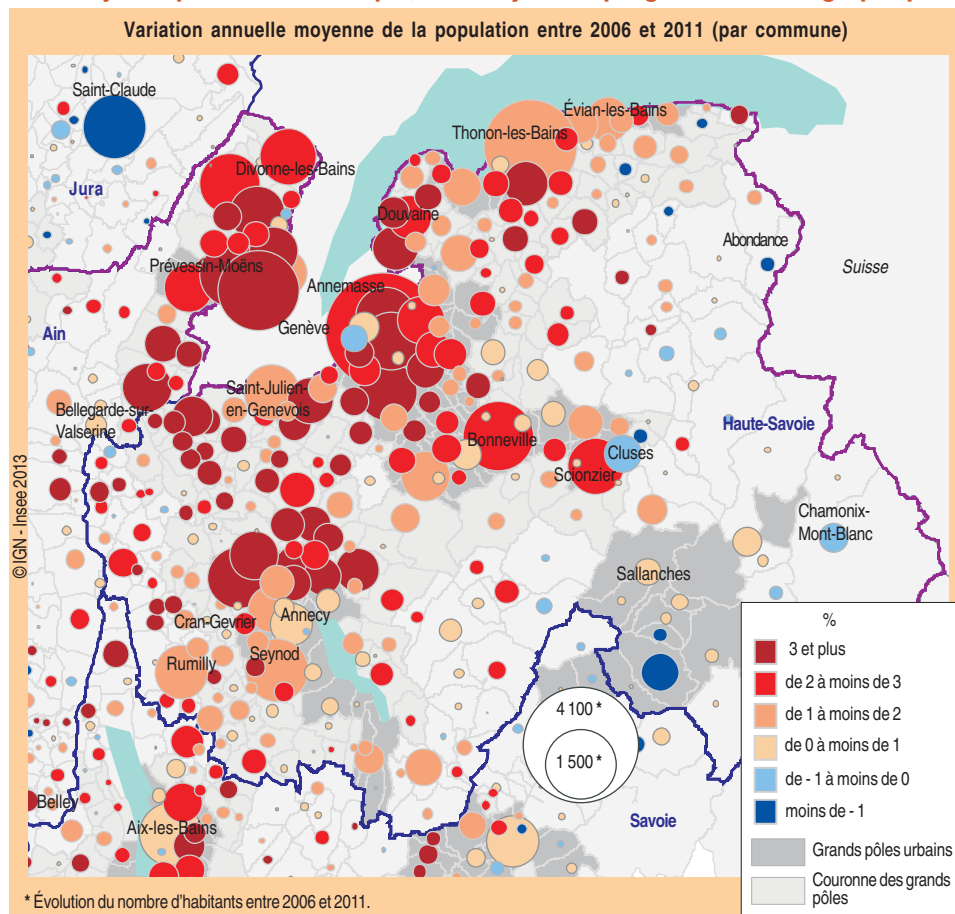 Variation annuelle moyenne de la population entre 2006 et 2011 (par commune)
Saint-Claude
Évian-les-Bains
Thonon-les-Bains
Divonne-les-Bains
Jura
Douvaine
Abondance
Prévessin-Moëns
Suisse
Annemasse
Genève
Ain
Saint-Julien-
en-Genevois
Bellegarde-sur-
Valserine
Haute-Savoie
Bonneville
Cluses
Scionzier
Chamonix-
Mont-Blanc
© IGN - Insee 2013
Sallanches
Cran-Gevrier
Annecy
Seynod
Rumilly
Belley
Aix-les-Bains
Savoie
4 100 *
1 500 *
%
3 et plus
de 2 à moins de 3
de 1 à moins de 2
de 0 à moins de 1
de - 1 à moins de 0
moins de - 1
Grands pôles urbains
Couronne des grands
pôles
* Évolution du nombre d'habitants entre 2006 et 2011.